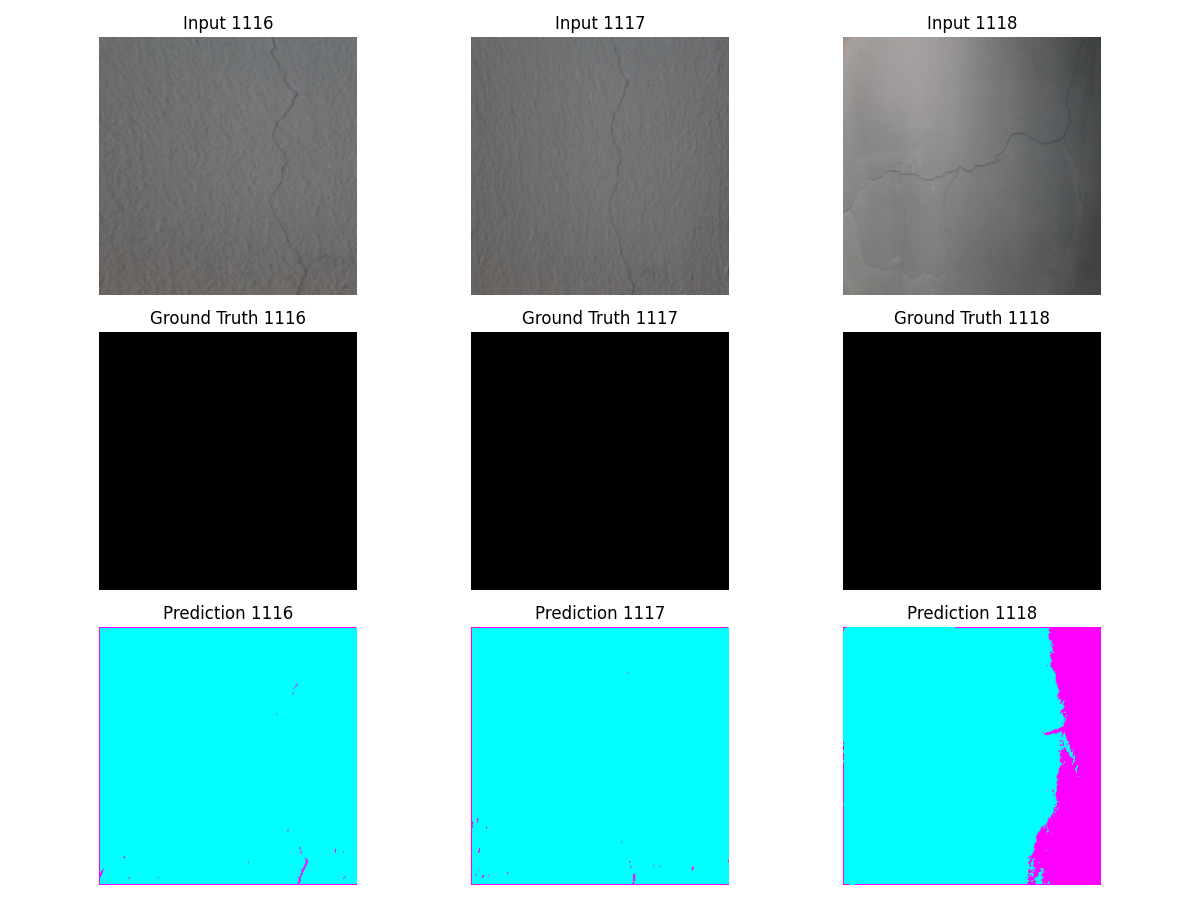 Input 1116
Input 1117
Input 1118
Ground Truth 1116
Ground Truth 1117
Ground Truth 1118
Prediction 1116
Prediction 1117
Prediction 1118